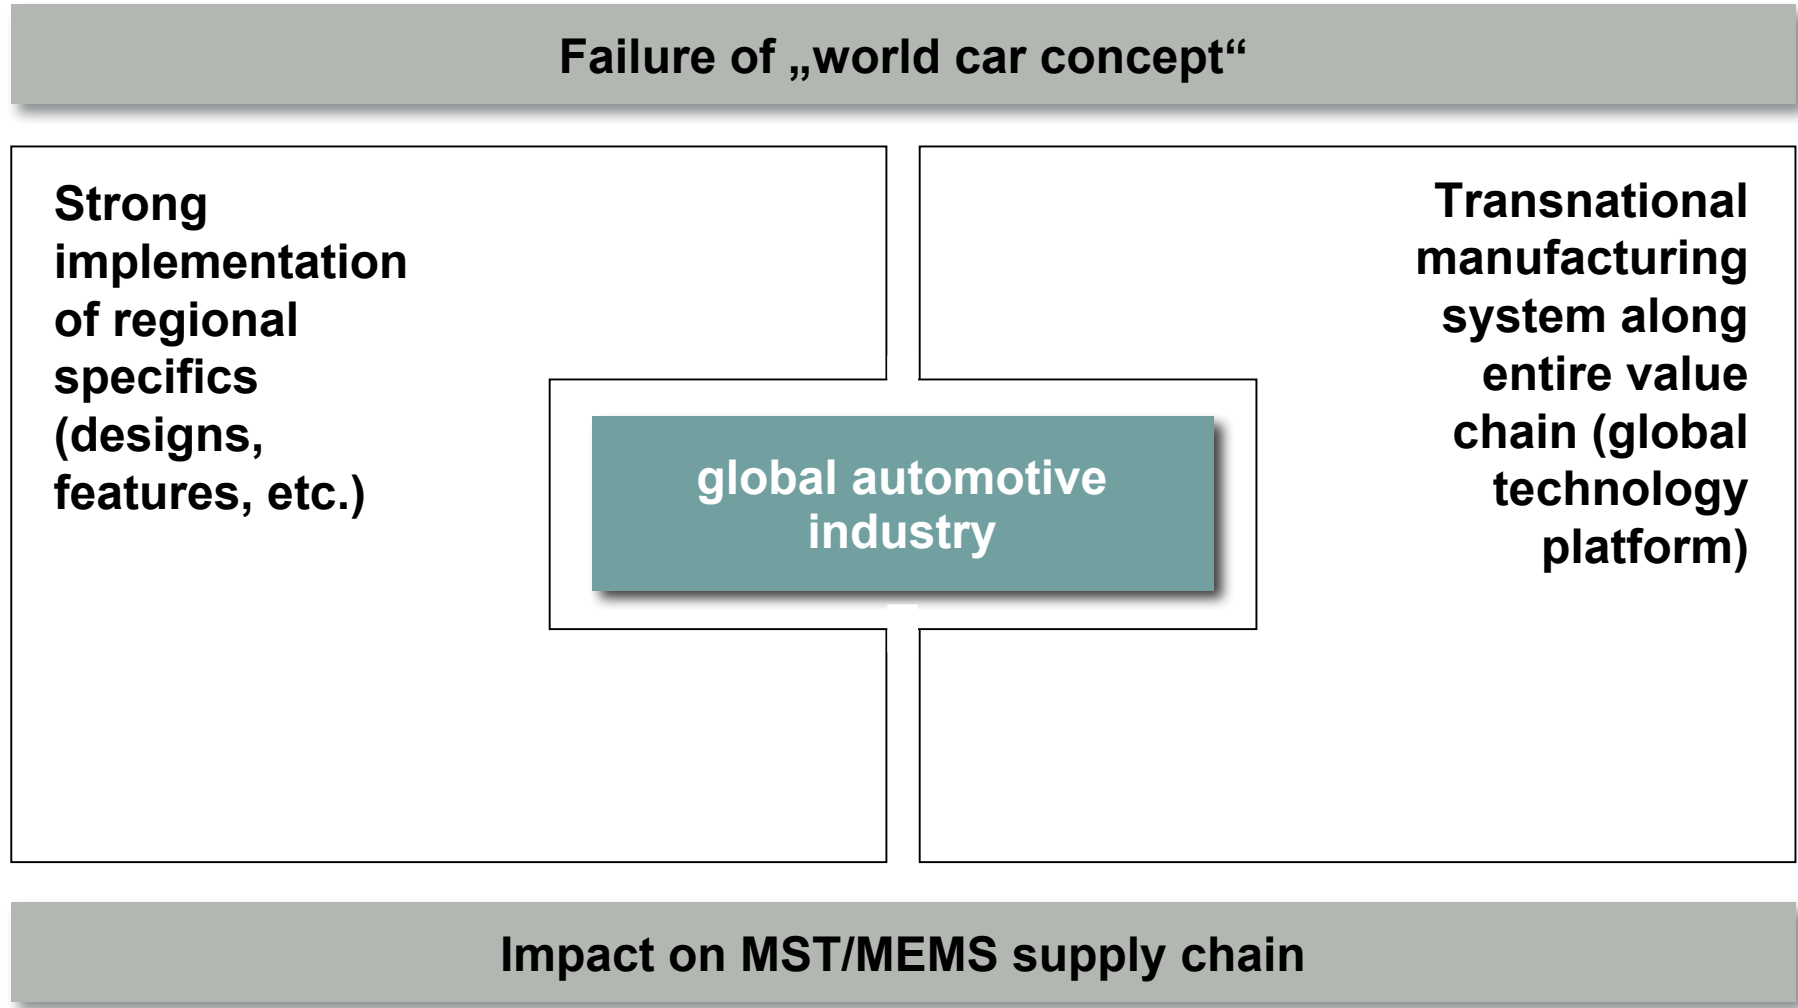 Failure of „world car concept“
Strong
implementation
of regional
specifics
(designs,
features, etc.)
Transnational
manufacturing
system along
entire value
chain (global
technology
platform)
global automotive
industry
Impact on MST/MEMS supply chain